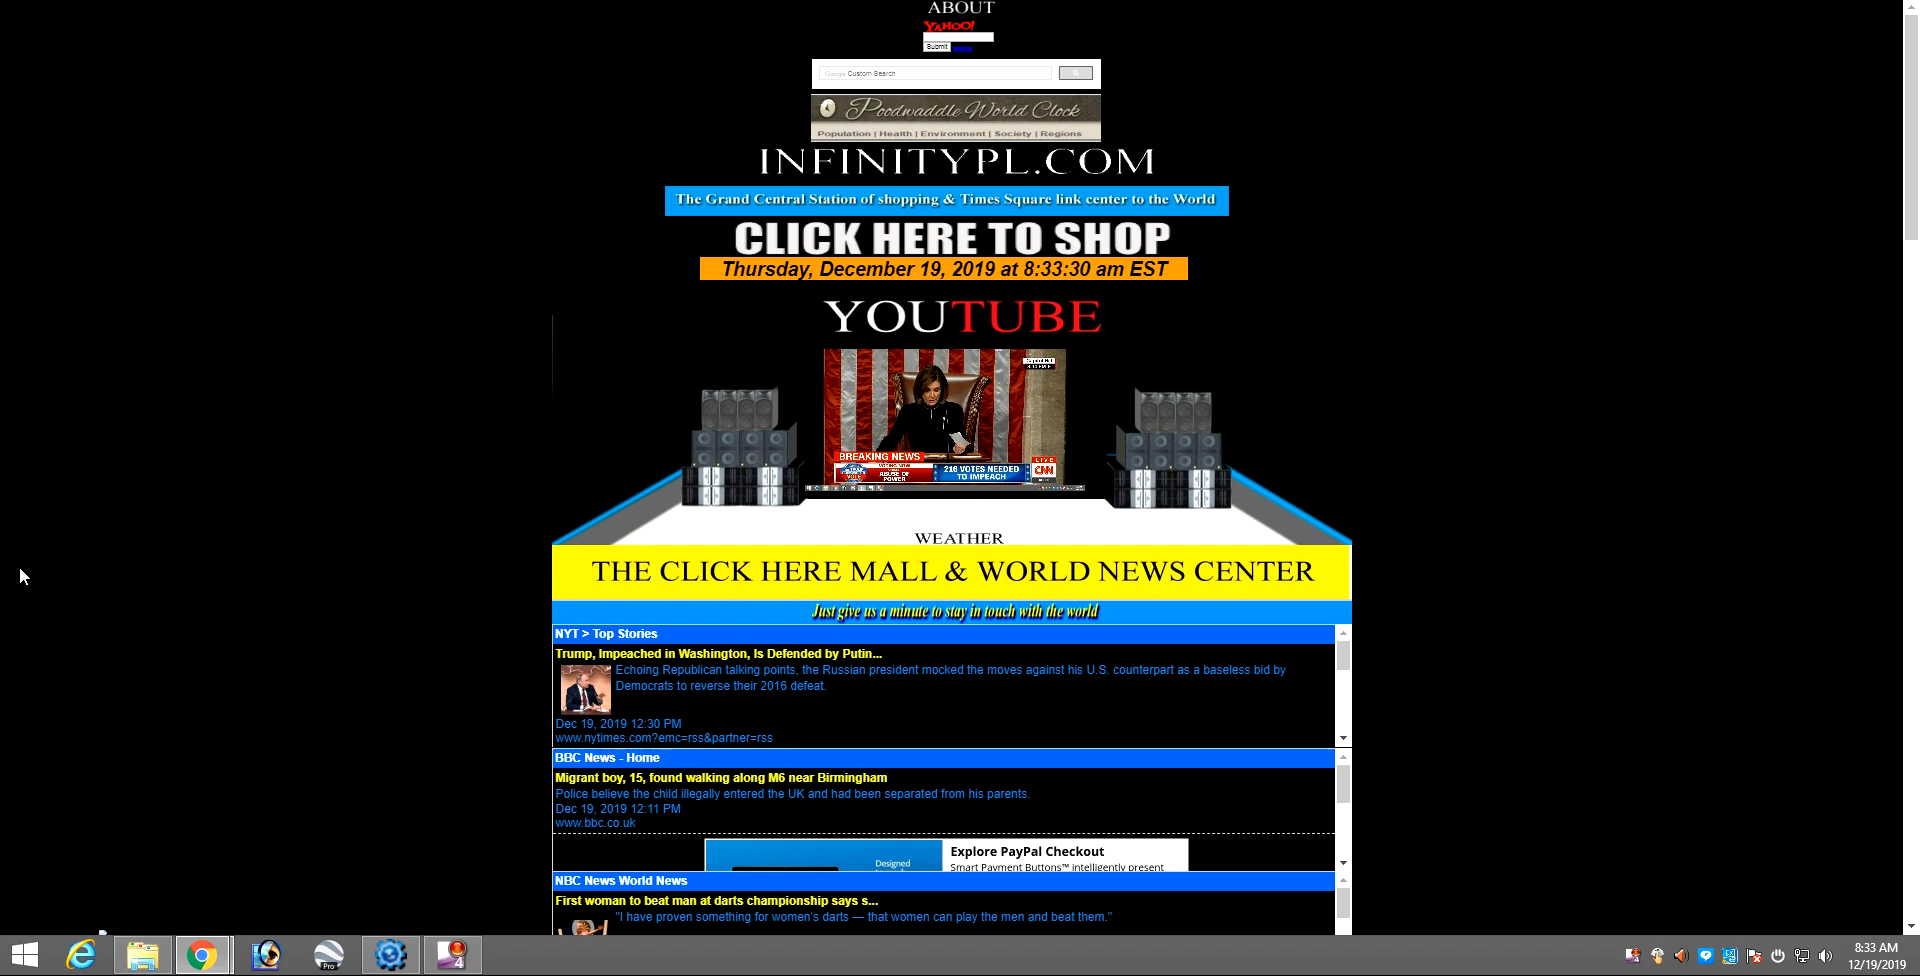 ABOUT
YAHOO!
Submit
Google Custom Search
Poodwaddle World Clock
Population | Health | Environment | Society | Regions
INFINITYPL.COM
The Grand Central Station of shopping & Times Square link center to the World
CLICK HERE TO SHOP
Thursday, December 19, 2019 at 8:33:30 am EST
YOUTUBE
BREAKING NEWS
LIVE
CNN
VOTING NOW
ABUSE OF
POWER
VOTE
216 VOTES NEEDED
TO IMPEACH
WEATHER
THE CLICK HERE MALL & WORLD NEWS CENTER
Just give us a minute to stay in touch with the world
NYT > Top Stories
Trump, Impeached in Washington, Is Defended by Putin...
Echoing Republican talking points, the Russian president mocked the moves against his U.S. counterpart as a baseless bid by
Democrats to reverse their 2016 defeat.
Dec 19, 2019 12:30 PM
www.nytimes.com?emc=rss&partner=rss
BBC News - Home
Migrant boy, 15, found walking along M6 near Birmingham
Police believe the child illegally entered the UK and had been separated from his parents.
Dec 19, 2019 12:11 PM
www.bbc.co.uk
Designed
Explore PayPal Checkout
Smart Payment Buttons™ intelligently present
NBC News World News
First woman to beat man at darts championship says s...
"I have proven something for women's darts — that women can play the men and beat them."
Pro
4
8:33 AM
12/19/2019